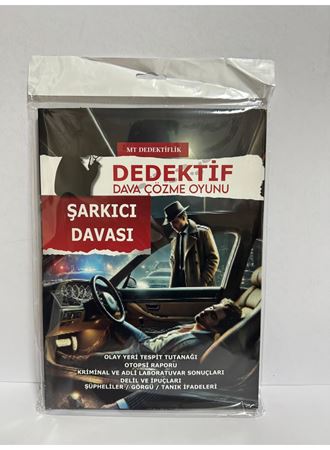 MT DEDEKTİFLİK
DEDEKTİF
DAVA ÇÖZME OYUNU
ŞARKICI
DAVASI
OLAY YERİ TESPİT TUTANAĞI
OTOPSİ RAPORU
KRİMİNAL VE ADLİ LABORATUVAR SONUÇLARI
DELİL VE İPUÇLARI
ŞÜPHELİLER / GÖRGÜ / TANIK İFADELERİ